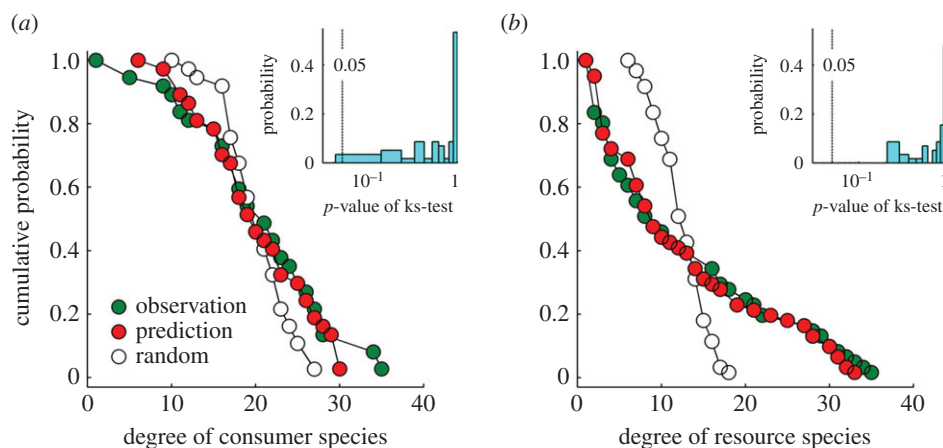 (a)
1.0
0.8
0.6
0.4
0.2
0
cumulative probability
0 10 20 30 40
degree of consumer species
observation
prediction
random
probability
0.4
0.2
0
0.05
10⁻¹ 1
p-value of ks-test
(b)
1.0
0.8
0.6
0.4
0.2
0
0 10 20 30 40
degree of resource species
probability
0.4
0.2
0
0.05
10⁻¹ 1
p-value of ks-test